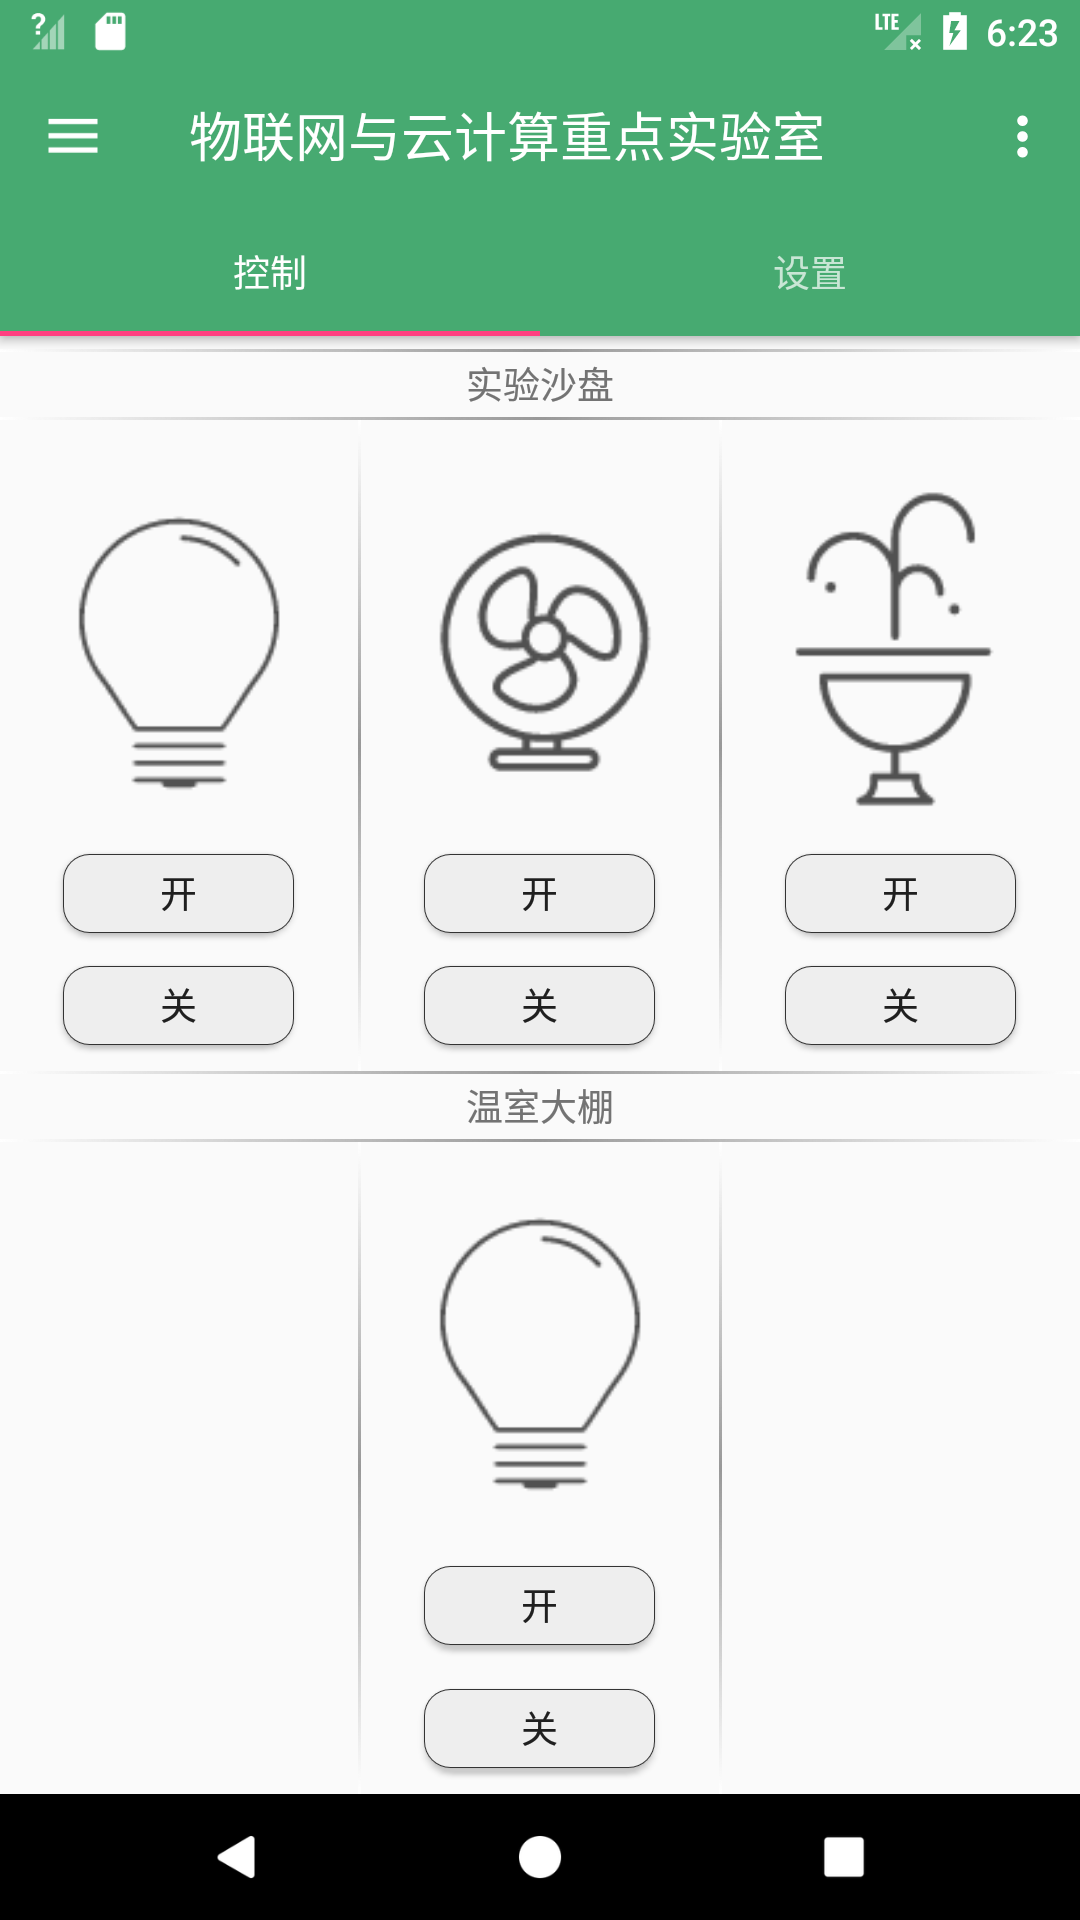 ? LTE 6:23
物联网与云计算重点实验室
控制 设置
实验沙盘
开 开 开
关 关 关
温室大棚
开
关